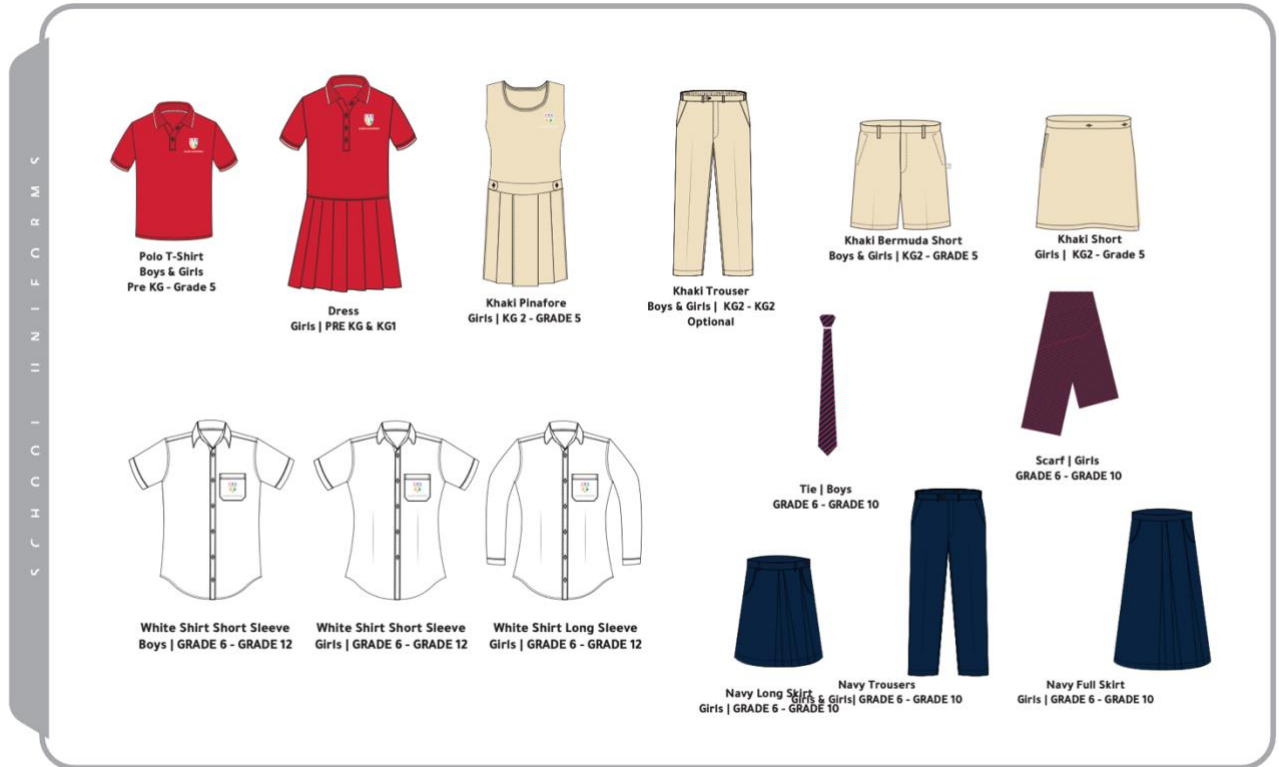 SCHOOL UNIFORMS
Polo T-Shirt
Boys & Girls
Pre KG - Grade 5
Dress
Girls | PRE KG & KG1
Khaki Pinafore
Girls | KG 2 - GRADE 5
Khaki Trouser
Boys & Girls | KG2 - KG2
Optional
Khaki Bermuda Short
Boys & Girls | KG2 - GRADE 5
Khaki Short
Girls | KG2 - Grade 5
Tie | Boys
GRADE 6 - GRADE 10
Scarf | Girls
GRADE 6 - GRADE 10
White Shirt Short Sleeve
Boys | GRADE 6 - GRADE 12
White Shirt Short Sleeve
Girls | GRADE 6 - GRADE 12
White Shirt Long Sleeve
Girls | GRADE 6 - GRADE 12
Navy Long Skirt
Girls | GRADE 6 - GRADE 10
Navy Trousers
Girls & Girls| GRADE 6 - GRADE 10
Navy Full Skirt
Girls | GRADE 6 - GRADE 10